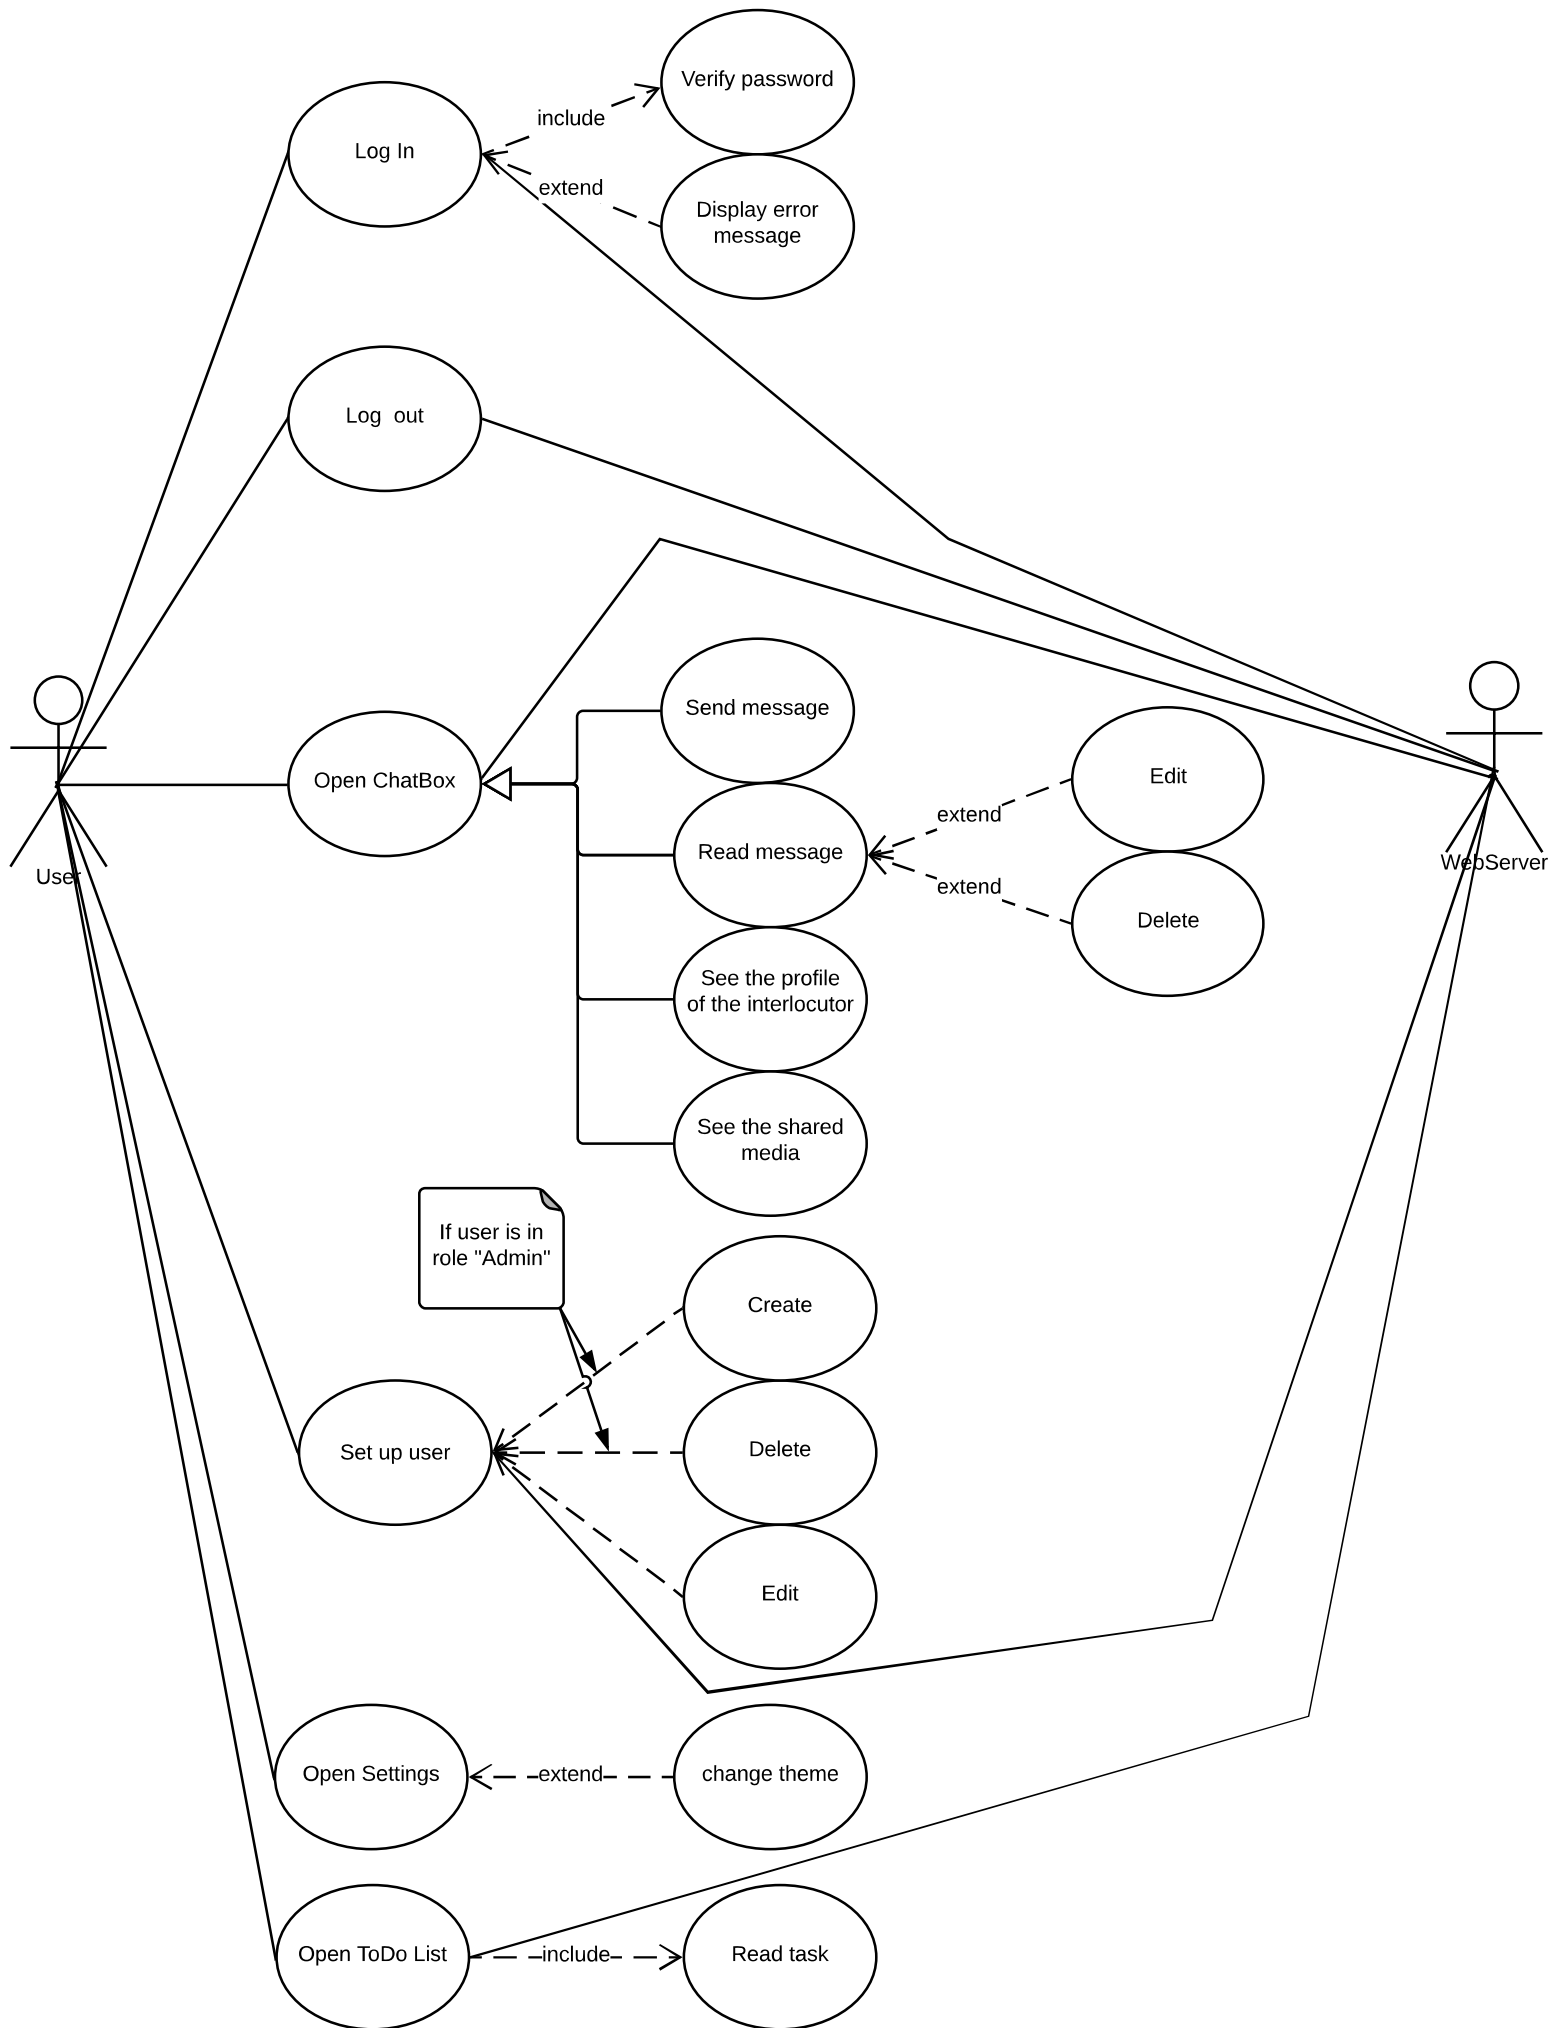 Verify password
include
Log In
extend
Display error
message
Log  out
Send message
Open ChatBox
Edit
extend
Read message
extend
Delete
User
WebServer
See the profile
of the interlocutor
See the shared
media
If user is in
role "Admin"
Create
Set up user
Delete
Edit
Open Settings
extend
change theme
Open ToDo List
include
Read task